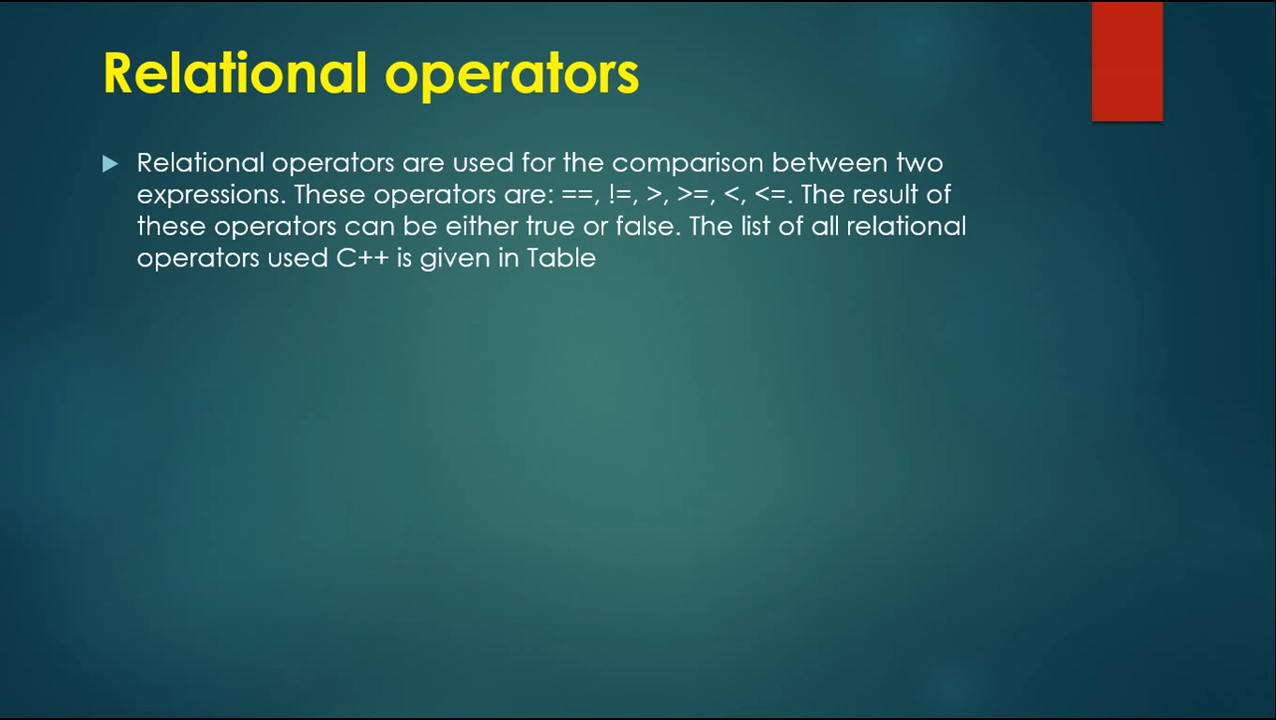 Relational operators
Relational operators are used for the comparison between two
expressions. These operators are: ==, !=, >, >=, <, <=. The result of
these operators can be either true or false. The list of all relational
operators used C++ is given in Table